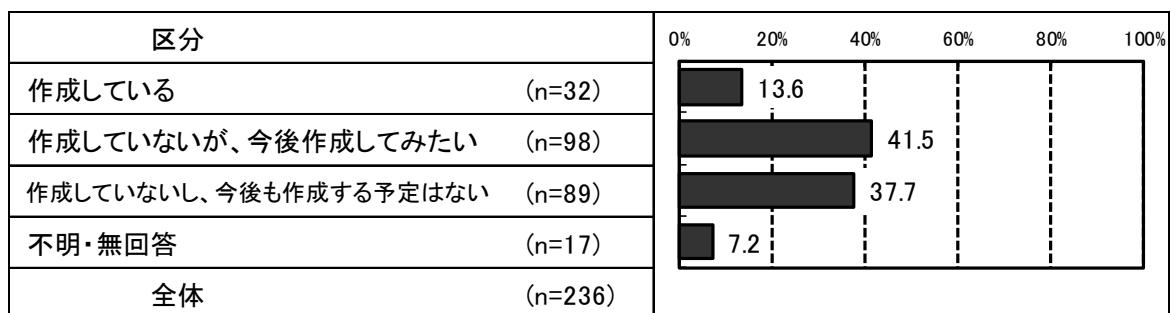 区分 0% 20% 40% 60% 80% 100%
作成している (n=32) 13.6
作成していないが、今後作成してみたい (n=98) 41.5
作成していないし、今後も作成する予定はない (n=89) 37.7
不明・無回答 (n=17) 7.2
全体 (n=236)